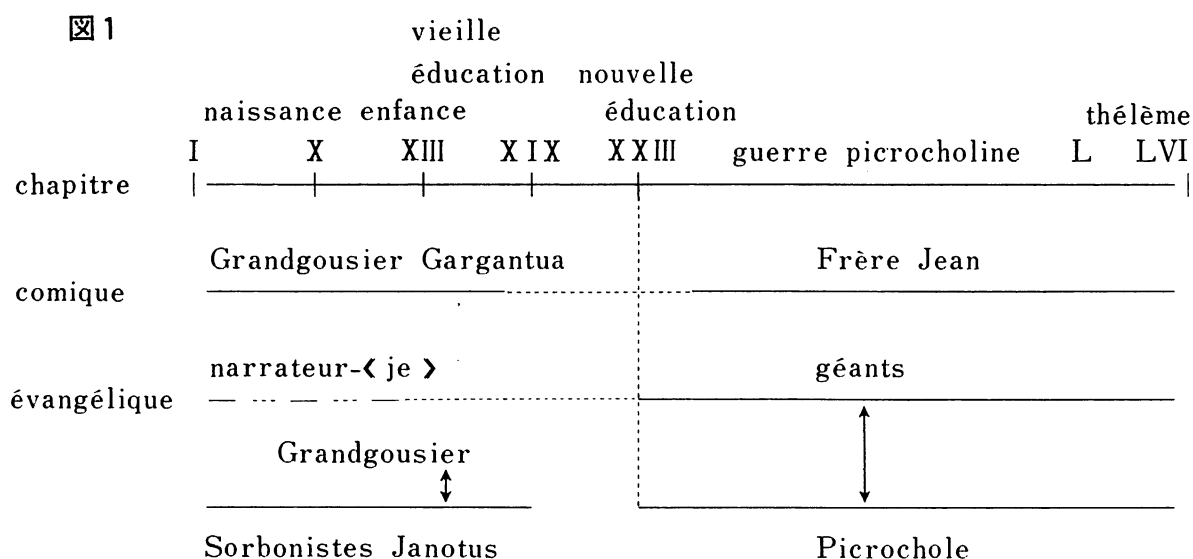 図1
vieille
éducation nouvelle
naissance enfance éducation thélème
I X XIII XIX XXIII guerre picrocholine L LVI
chapitre
Grandgousier Gargantua Frère Jean
comique
narrateur-《je》 géants
évangélique
Grandgousier
Sorbonistes Janotus Picrochole